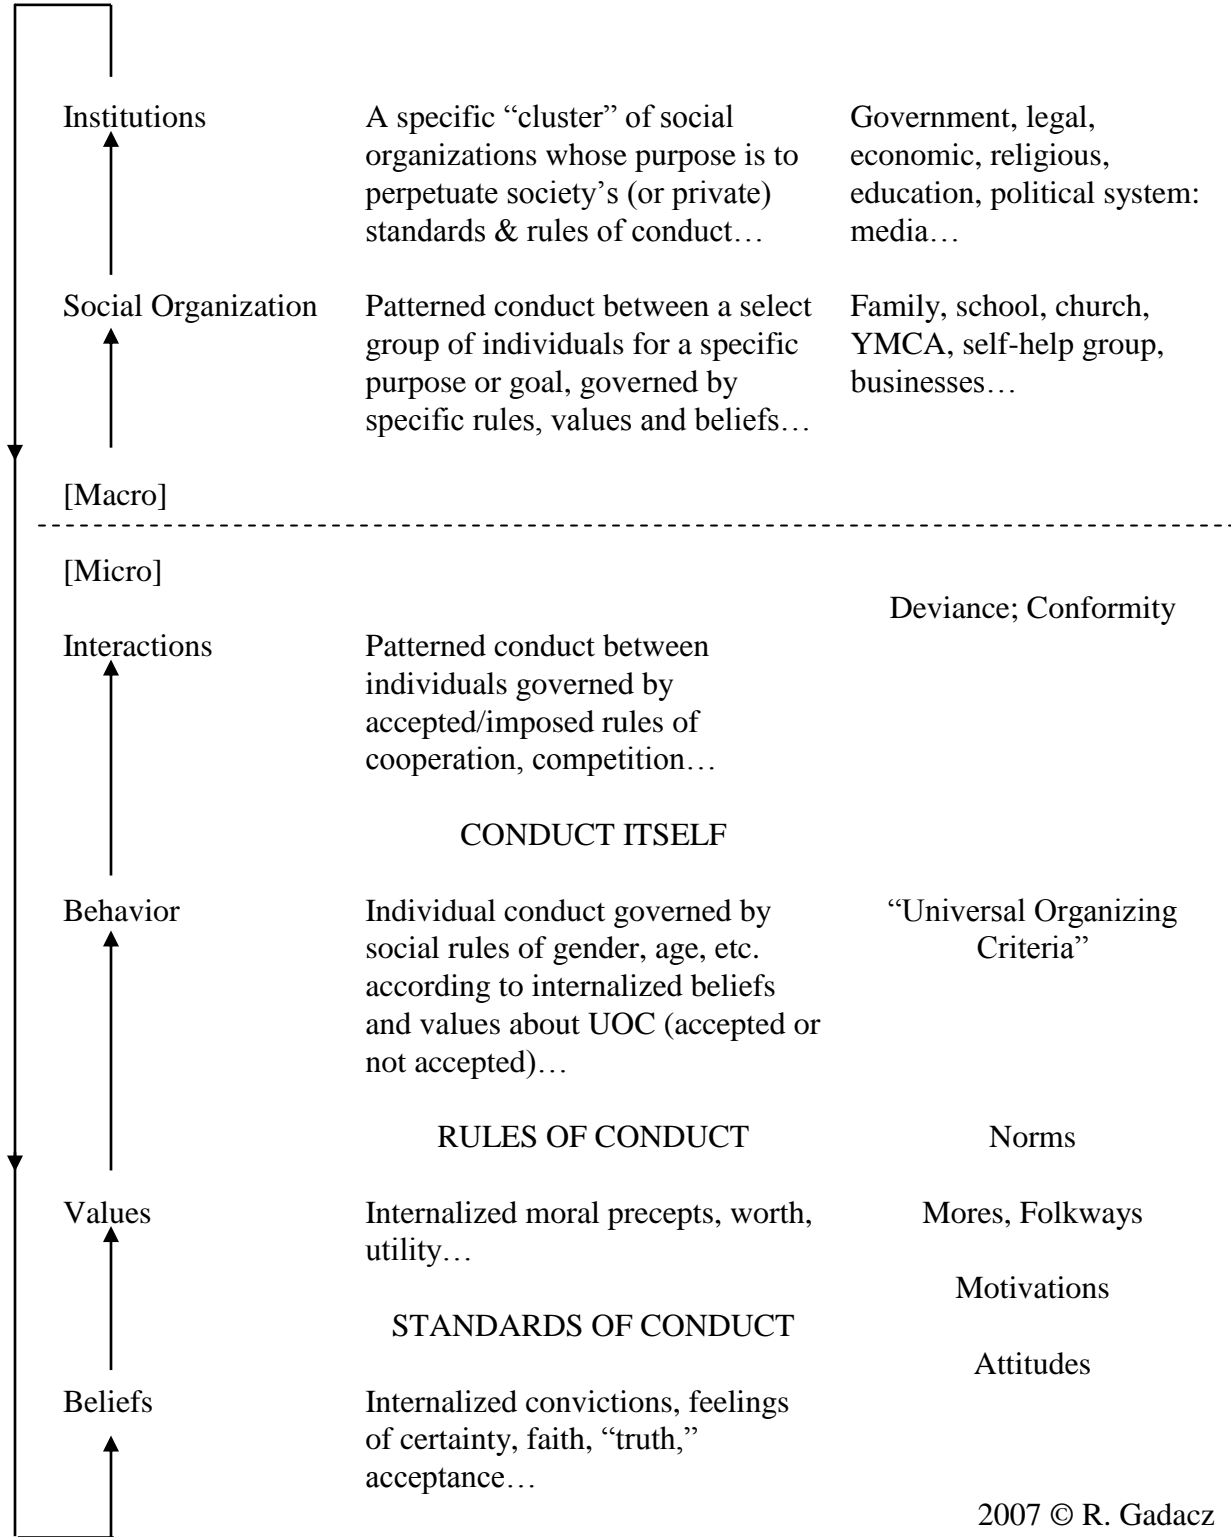 Institutions
A specific “cluster” of social
organizations whose purpose is to
perpetuate society’s (or private)
standards & rules of conduct…
Government, legal,
economic, religious,
education, political system:
media…
Social Organization
Patterned conduct between a select
group of individuals for a specific
purpose or goal, governed by
specific rules, values and beliefs…
Family, school, church,
YMCA, self-help group,
businesses…
[Macro]
[Micro]
Deviance; Conformity
Interactions
Patterned conduct between
individuals governed by
accepted/imposed rules of
cooperation, competition…
CONDUCT ITSELF
Behavior
Individual conduct governed by
social rules of gender, age, etc.
according to internalized beliefs
and values about UOC (accepted or
not accepted)…
“Universal Organizing
Criteria”
RULES OF CONDUCT
Norms
Values
Internalized moral precepts, worth,
utility…
Mores, Folkways
Motivations
STANDARDS OF CONDUCT
Attitudes
Beliefs
Internalized convictions, feelings
of certainty, faith, “truth,”
acceptance…
2007 © R. Gadacz